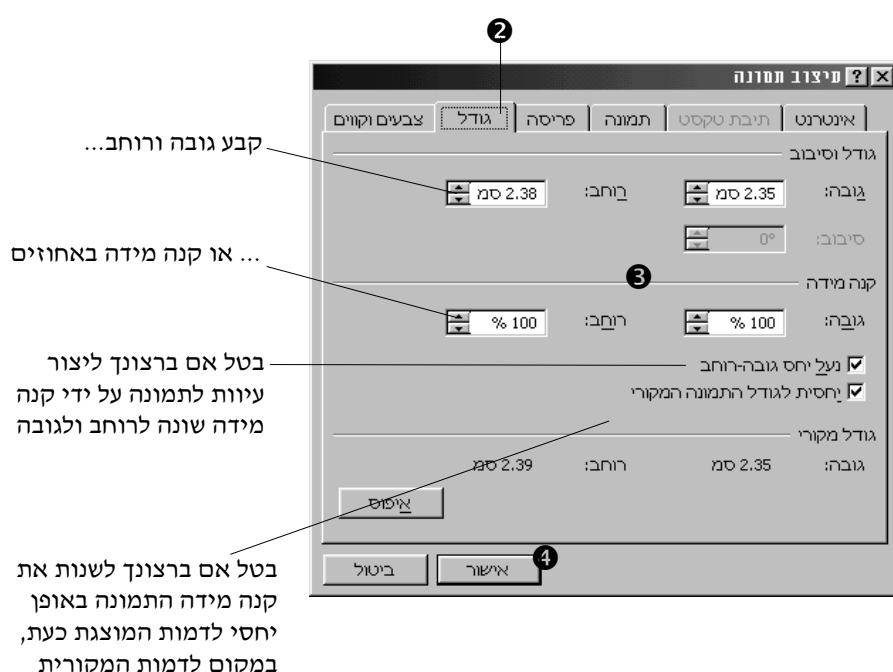 ❷
עיצוב תמונה
צבעים וקווים גודל פריסה תמונה תיבת טקסט אינטרנט
גודל וסיבוב
גובה: 2.35 סמ רוחב: 2.38 סמ
סיבוב: 0°
❸
קנה מידה
גובה: 100 % רוחב: 100 %
נעל יחס גובה-רוחב
יחסית לגודל התמונה המקורי
גודל מקורי
גובה: 2.35 סמ רוחב: 2.39 סמ
איפוס
❹
אישור ביטול
קבע גובה ורוחב...
... או קנה מידה באחוזים
בטל אם ברצונך ליצור
עיוות לתמונה על ידי קנה
מידה שונה לרוחב ולגובה
בטל אם ברצונך לשנות את
קנה מידה התמונה באופן
יחסי לדמות המוצגת כעת,
במקום לדמות המקורית